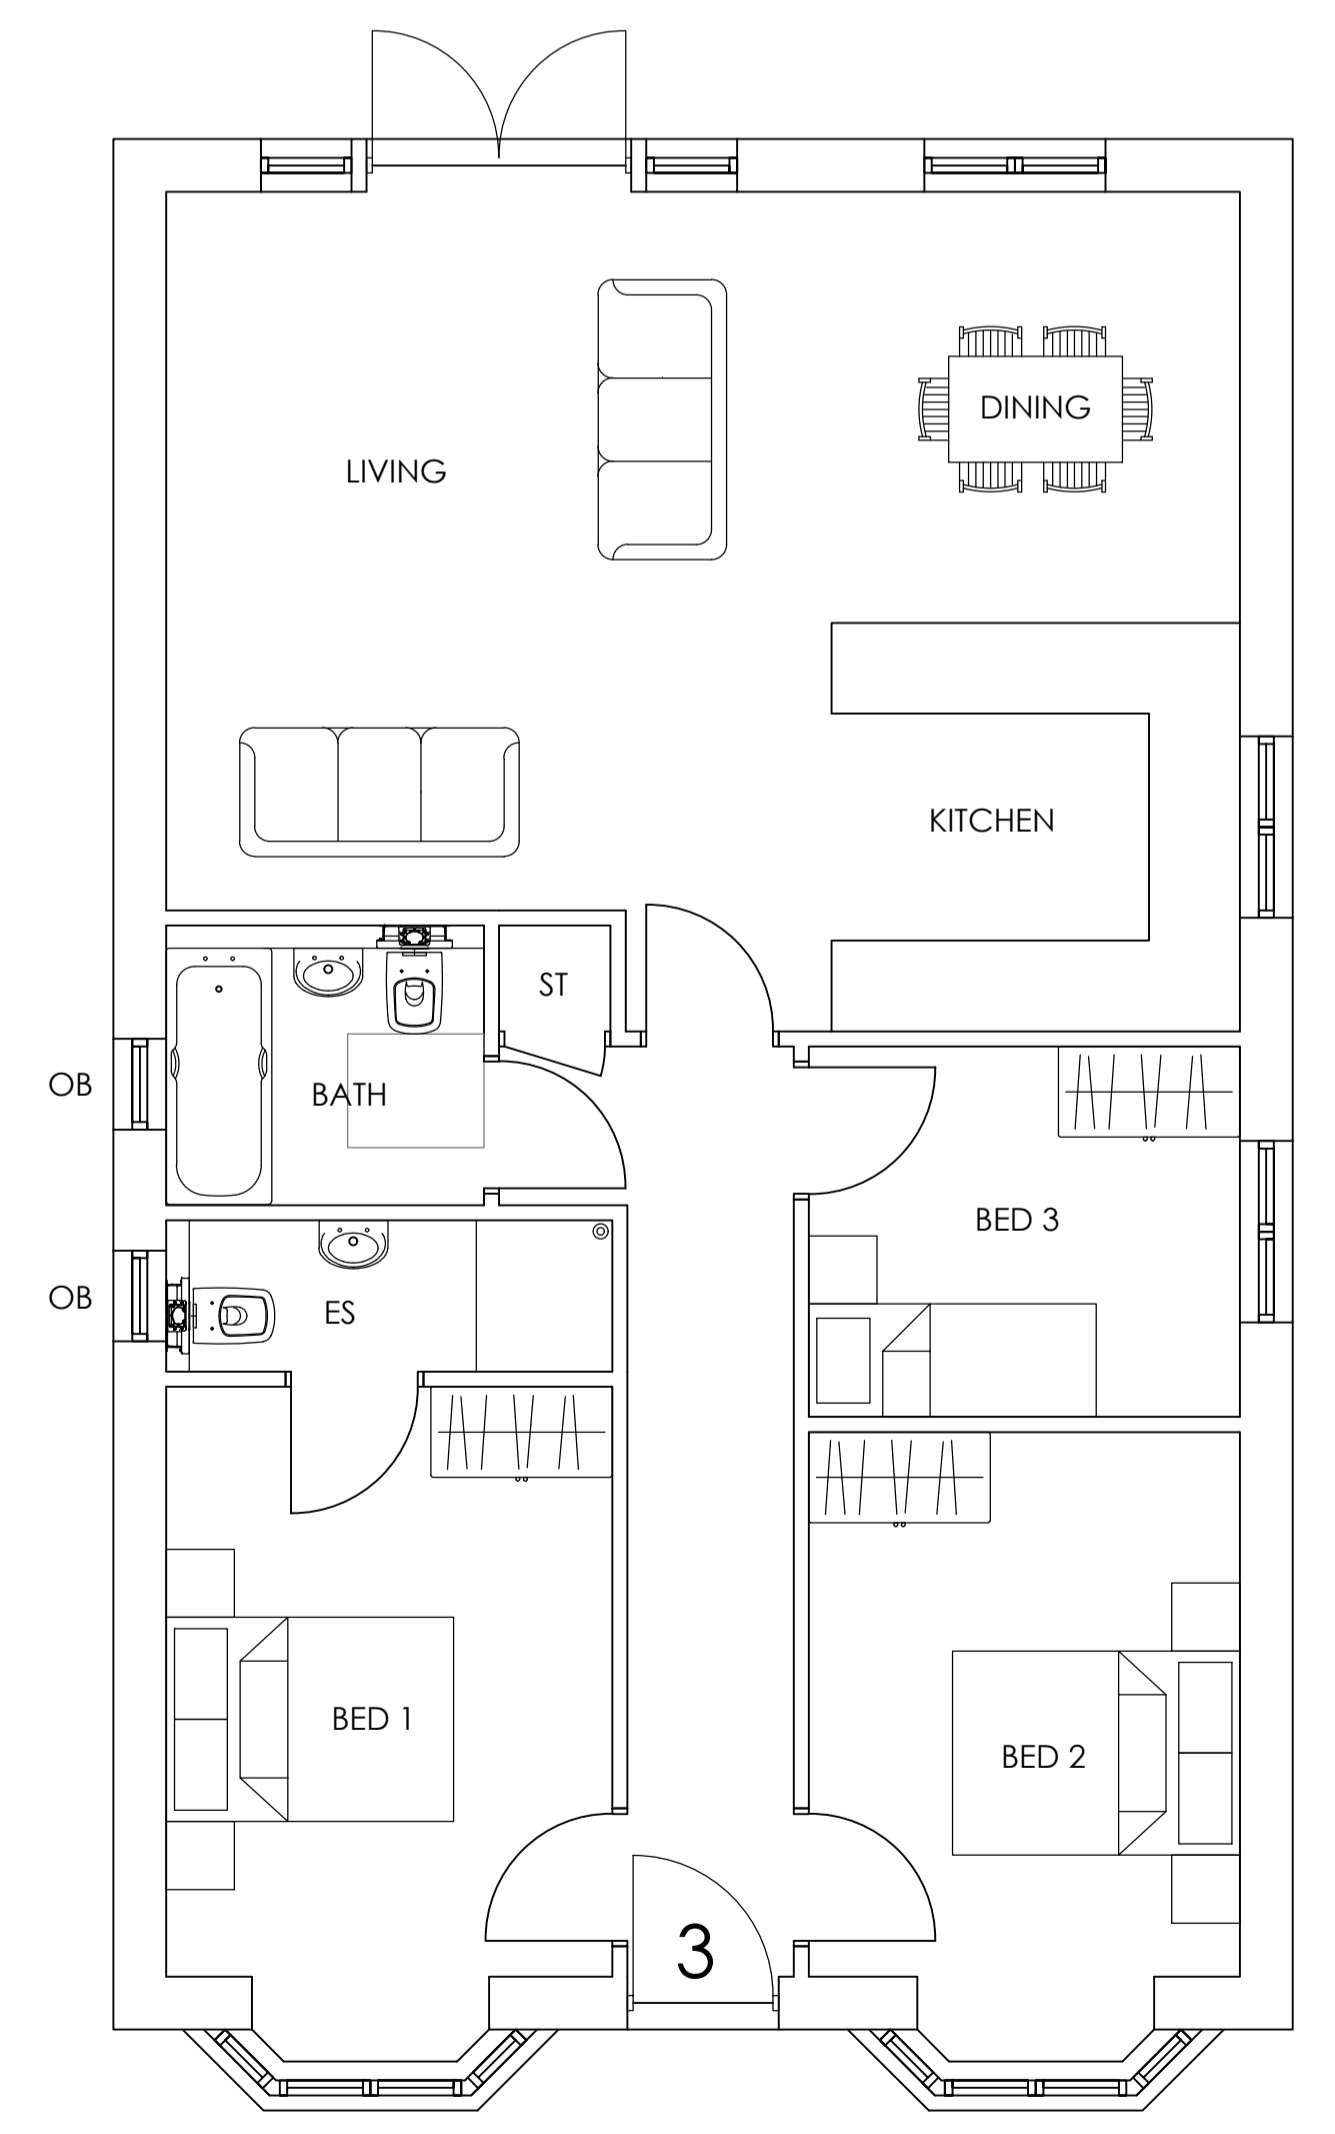 DINING
LIVING
KITCHEN
ST
OB
BATH
BED 3
OB
ES
BED 1
BED 2
3